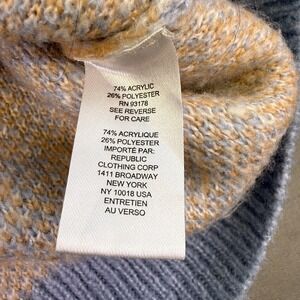 74% ACRYLIC
26% POLYESTER
RN 93178
SEE REVERSE
FOR CARE
74% ACRYLIQUE
26% POLYESTER
IMPORTÉ PAR:
REPUBLIC
CLOTHING CORP
1411 BROADWAY
NEW YORK
NY 10018 USA
ENTRETIEN
AU VERSO